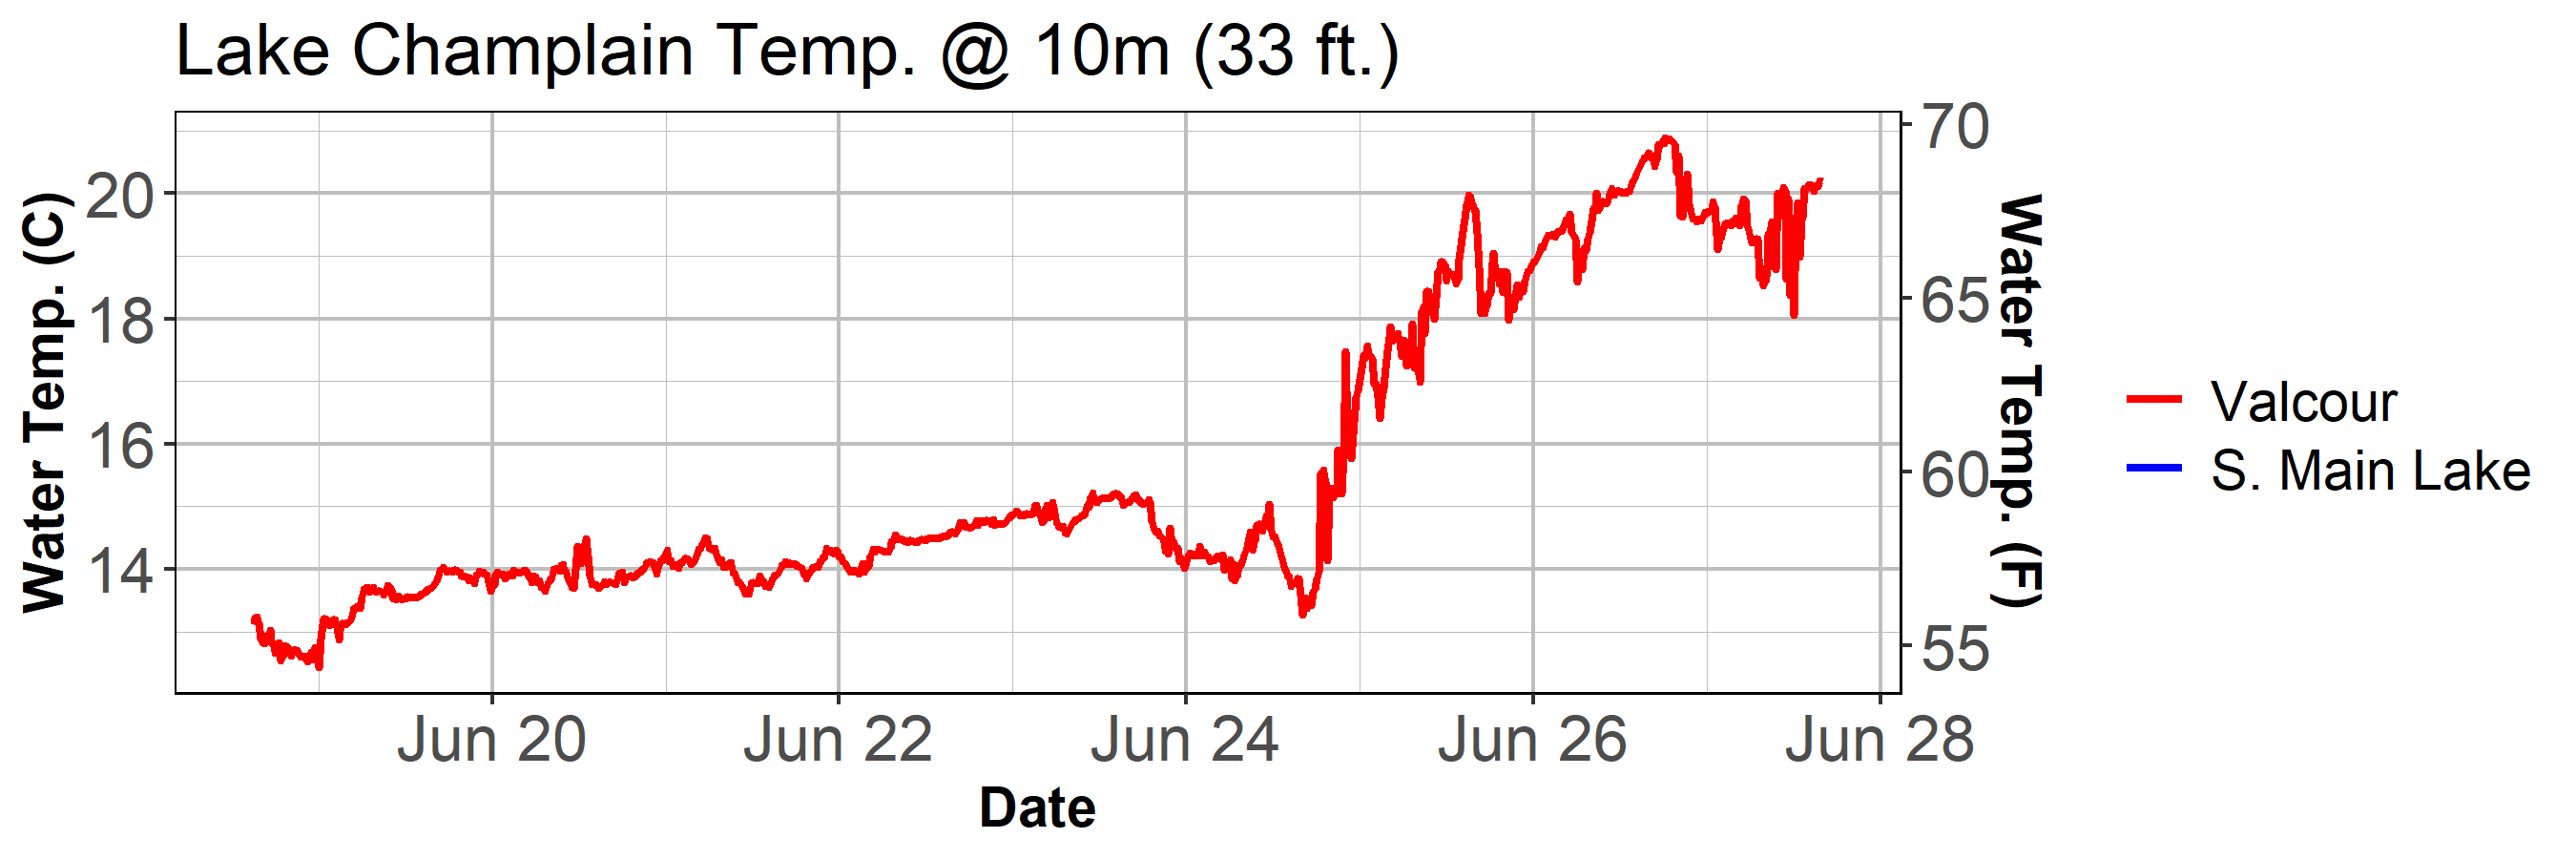 Lake Champlain Temp. @ 10m (33 ft.)
Water Temp. (C)
20
18
16
14
70
65
60
55
Water Temp. (F)
Jun 20
Jun 22
Jun 24
Jun 26
Jun 28
Date
Valcour
S. Main Lake